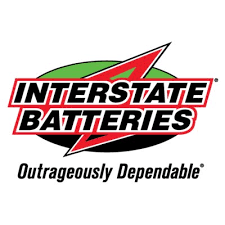 INTERSTATE®
BATTERIES
Outrageously Dependable®